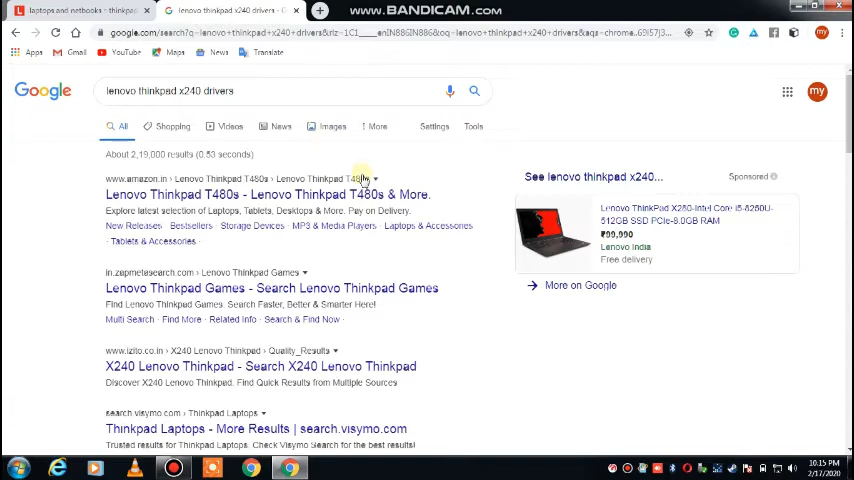 www.BANDICAM.com
laptops and netbooks :: thinkpad
lenovo thinkpad x240 drivers - G
google.com/search?q=lenovo+thinkpad+x240+drivers&rlz=1C1____enIN886IN886&oq=lenovo+thinkpad+x240+drivers&aqs=chrome..69i57j3...
Apps
Gmail
YouTube
Maps
News
Translate
Google
lenovo thinkpad x240 drivers
my
All
Shopping
Videos
News
Images
More
Settings
Tools
About 2,19,000 results (0.53 seconds)
www.amazon.in › Lenovo Thinkpad T480s › Lenovo Thinkpad T480s
Lenovo Thinkpad T480s - Lenovo Thinkpad T480s & More.
Explore latest selection of Laptops, Tablets, Desktops & More. Pay on Delivery.
New Releases · Bestsellers · Storage Devices · MP3 & Media Players · Laptops & Accessories
· Tablets & Accessories ·
in.zapmetasearch.com › Lenovo Thinkpad Games
Lenovo Thinkpad Games - Search Lenovo Thinkpad Games
Find Lenovo Thinkpad Games. Search Faster, Better & Smarter Here!
Multi Search · Find More · Related Info · Search & Find Now ·
www.izito.co.in › X240 Lenovo Thinkpad › Quality_Results
X240 Lenovo Thinkpad - Search X240 Lenovo Thinkpad
Discover X240 Lenovo Thinkpad. Find Quick Results from Multiple Sources
search.visymo.com › Thinkpad Laptops
Thinkpad Laptops - More Results | search.visymo.com
Trusted results for Thinkpad Laptops. Check Visymo Search for the best results!
See lenovo thinkpad x240...
Sponsored
Lenovo ThinkPad X280-Intel Core i5-8250U-
512GB SSD PCIe-8.0GB RAM
₹99,990
Lenovo India
Free delivery
More on Google
10:15 PM
2/17/2020